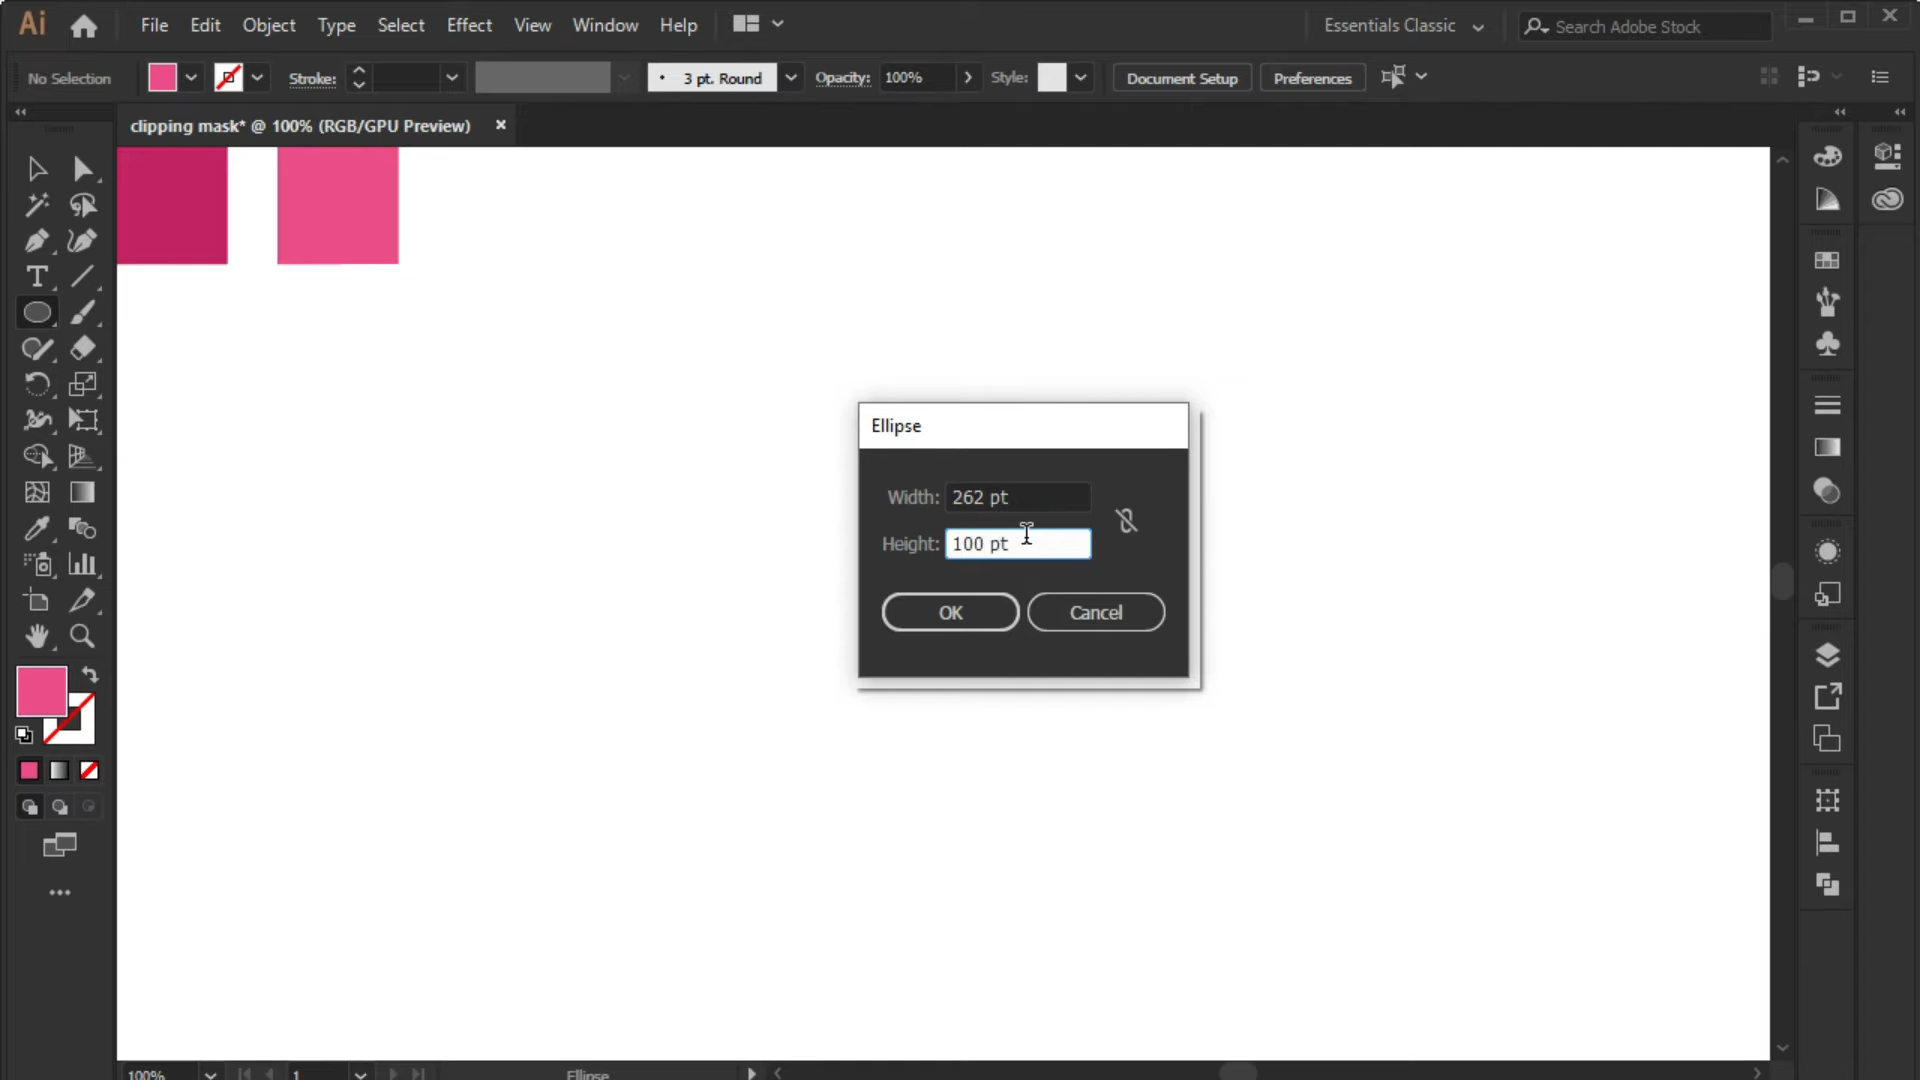 Ai File Edit Object Type Select Effect View Window Help Essentials Classic Search Adobe Stock
No Selection Stroke: 3 pt. Round Opacity: 100% Style: Document Setup Preferences
clipping mask* @ 100% (RGB/GPU Preview)
T
Ellipse
Width: 262 pt
Height: 100 pt
OK Cancel
100% 1 Ellipse